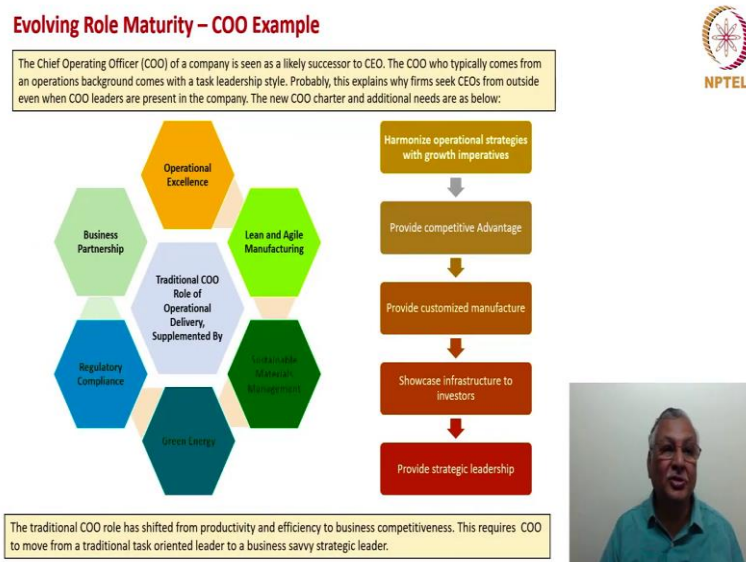 Evolving Role Maturity – COO Example
NPTEL
The Chief Operating Officer (COO) of a company is seen as a likely successor to CEO. The COO who typically comes from
an operations background comes with a task leadership style. Probably, this explains why firms seek CEOs from outside
even when COO leaders are present in the company. The new COO charter and additional needs are as below:
Operational
Excellence
Business
Partnership
Lean and Agile
Manufacturing
Traditional COO
Role of
Operational
Delivery,
Supplemented By
Regulatory
Compliance
Sustainable
Materials
Management
Green Energy
Harmonize operational strategies
with growth imperatives
Provide competitive Advantage
Provide customized manufacture
Showcase infrastructure to
investors
Provide strategic leadership
The traditional COO role has shifted from productivity and efficiency to business competitiveness. This requires COO
to move from a traditional task oriented leader to a business savvy strategic leader.